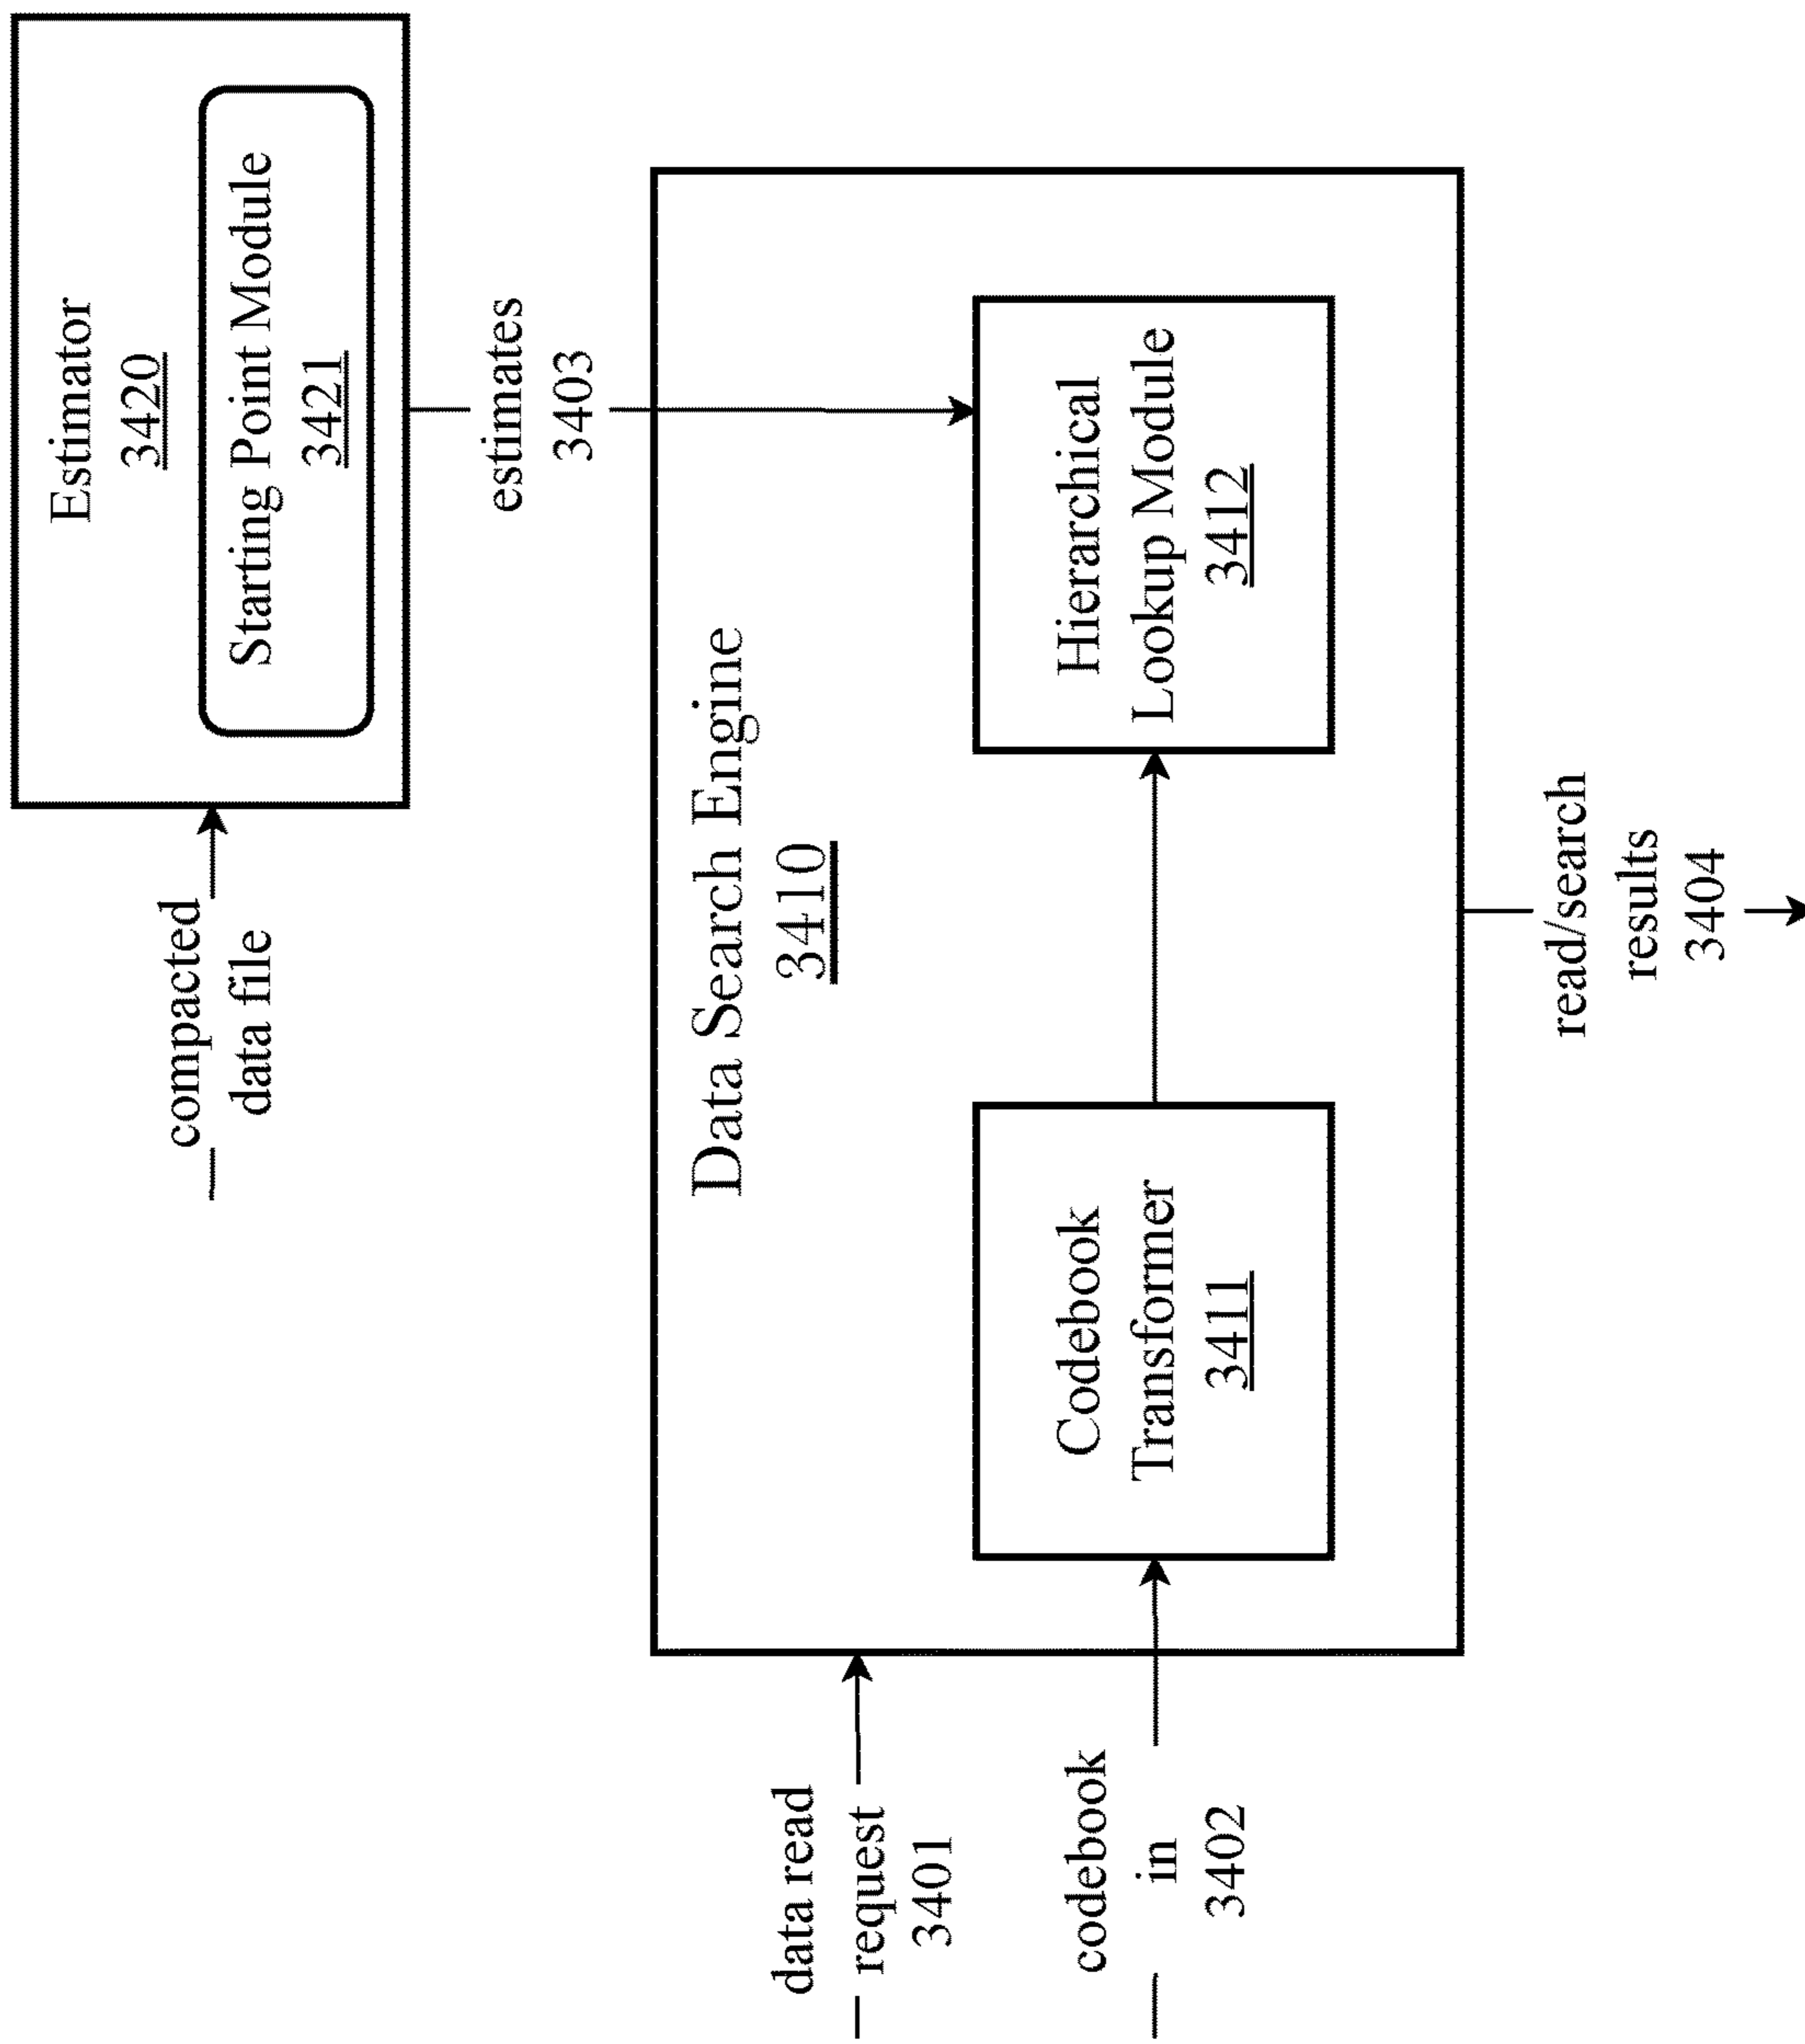 compacted
data file
Estimator
3420
Starting Point Module
3421
estimates
3403
Data Search Engine
3410
data read
request
3401
codebook
in
3402
Codebook
Transformer
3411
Hierarchical
Lookup Module
3412
read/search
results
3404